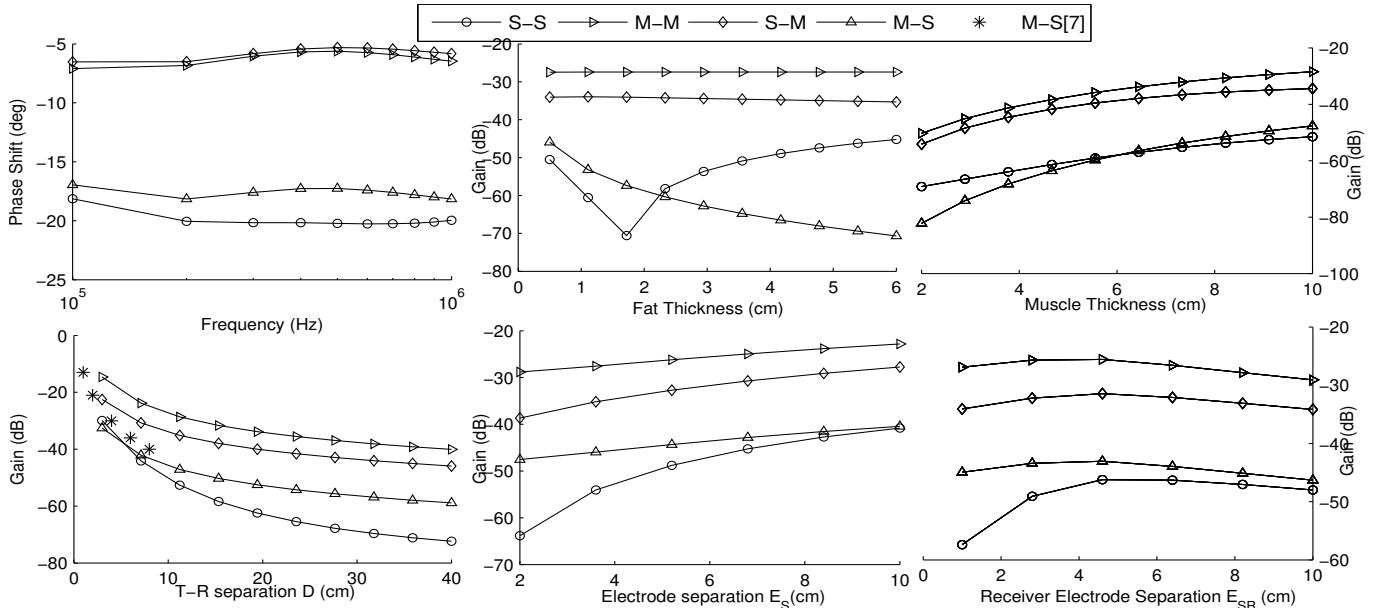 S−S M−M S−M M−S M−S[7]
−5
−10
−15
−20
−25
10^5 10^6
Phase Shift (deg)
Frequency (Hz)
−20
−30
−40
−50
−60
−70
−80
0 1 2 3 4 5 6
Gain (dB)
Fat Thickness (cm)
−20
−40
−60
−80
−100
2 4 6 8 10
Gain (dB)
Muscle Thickness (cm)
0
−20
−40
−60
−80
0 10 20 30 40
Gain (dB)
T−R separation D (cm)
−20
−30
−40
−50
−60
−70
2 4 6 8 10
Gain (dB)
Electrode separation E_S(cm)
−20
−30
−40
−50
−60
0 2 4 6 8 10
Gain (dB)
Receiver Electrode Separation E_SR (cm)